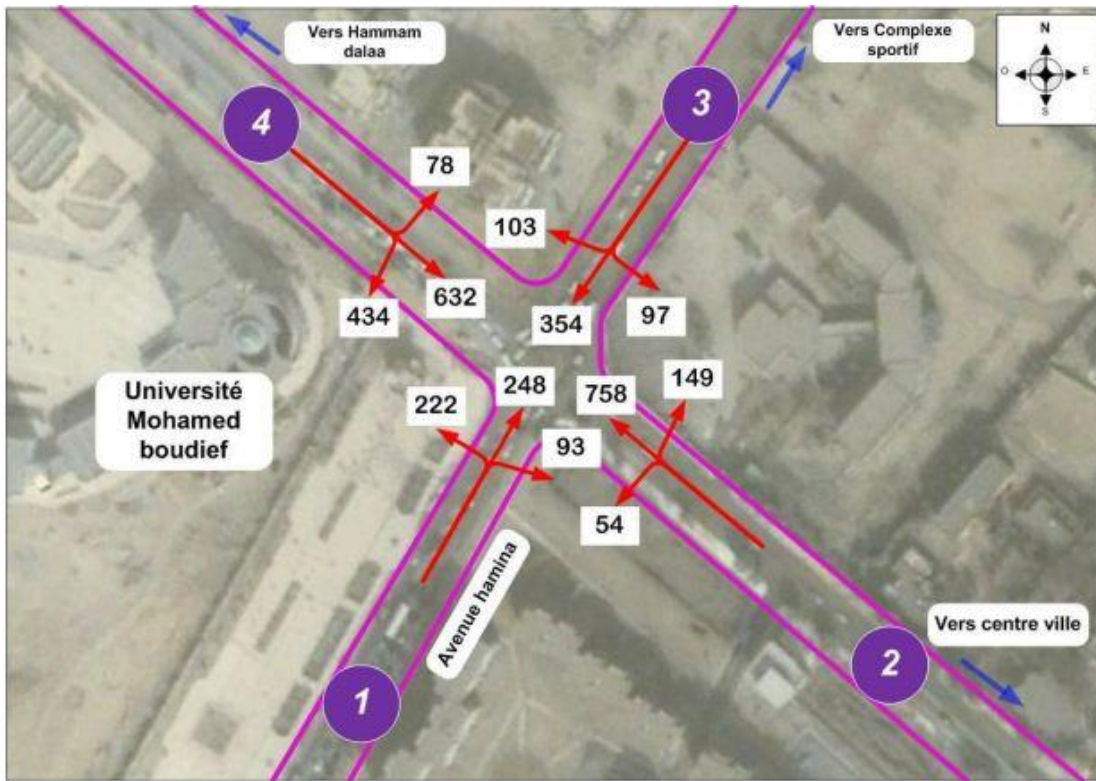 Vers Hammam
dalaa
Vers Complexe
sportif
N
O
E
S
3
4
78
103
632
434
354
97
Université
Mohamed
boudief
222
248
758
149
93
54
Avenue hamina
Vers centre ville
2
1